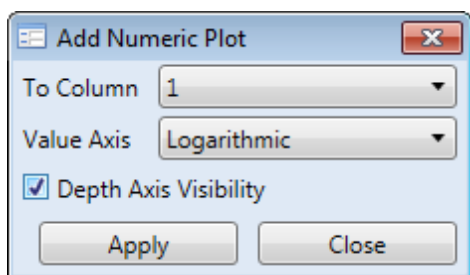 Add Numeric Plot
To Column 1
Value Axis Logarithmic
Depth Axis Visibility
Apply Close